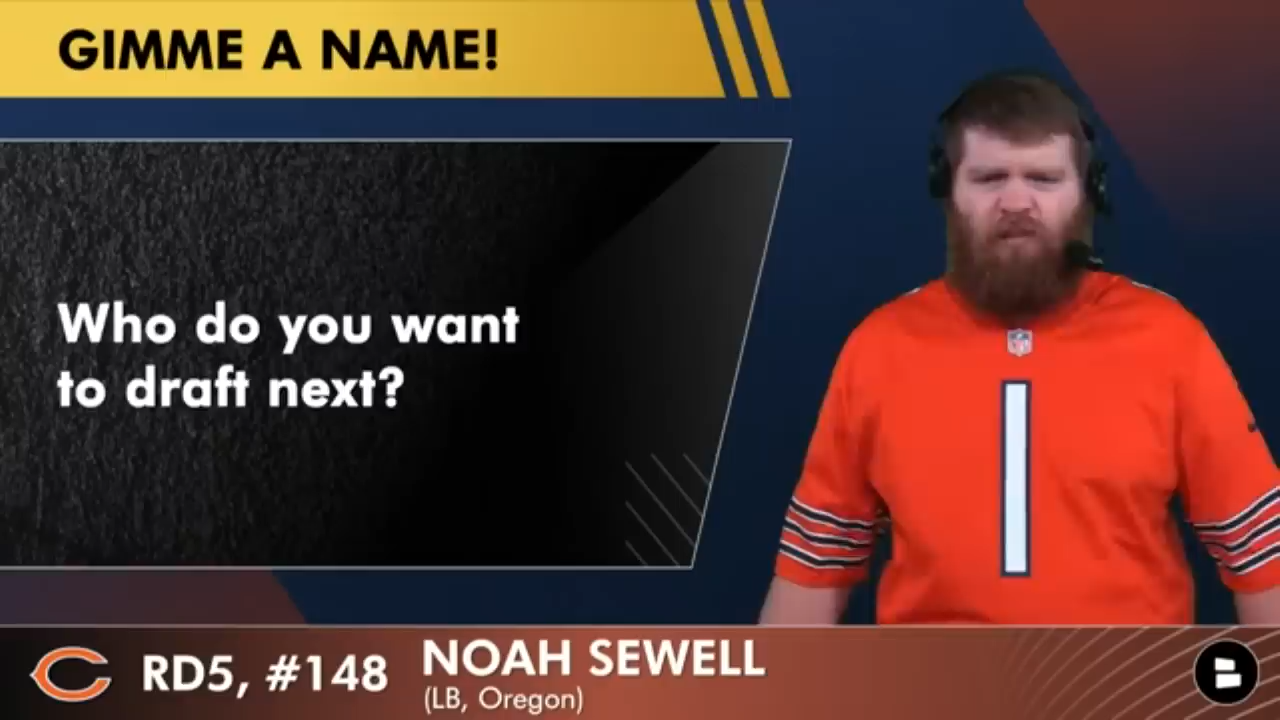 GIMME A NAME!
Who do you want
to draft next?
1
RD5, #148
NOAH SEWELL
(LB, Oregon)